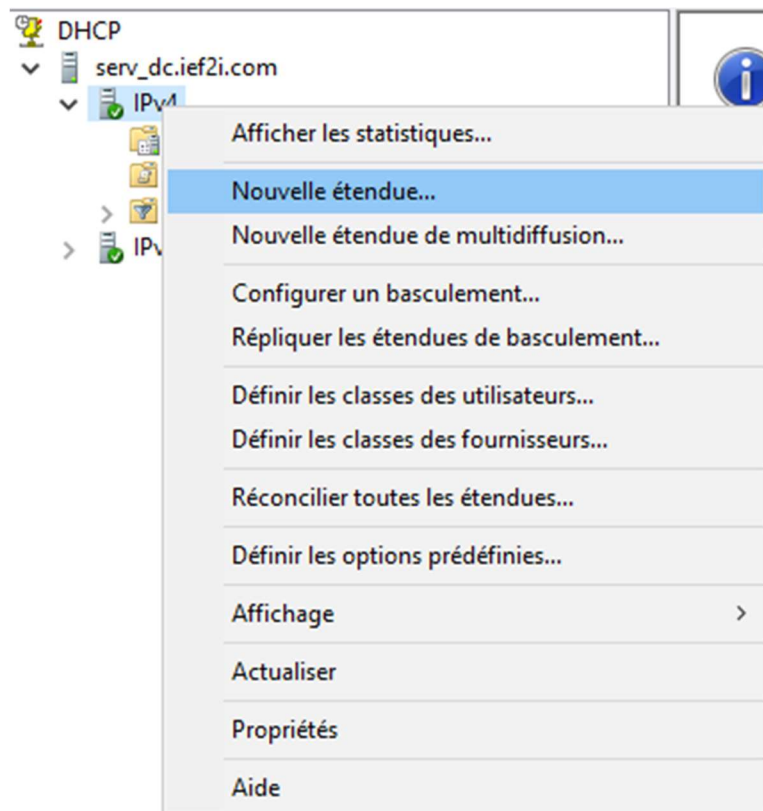 DHCP
serv_dc.ief2i.com
IPv4
Afficher les statistiques...
Nouvelle étendue...
Nouvelle étendue de multidiffusion...
IPv
Configurer un basculement...
Répliquer les étendues de basculement...
Définir les classes des utilisateurs...
Définir les classes des fournisseurs...
Réconcilier toutes les étendues...
Définir les options prédéfinies...
Affichage
Actualiser
Propriétés
Aide